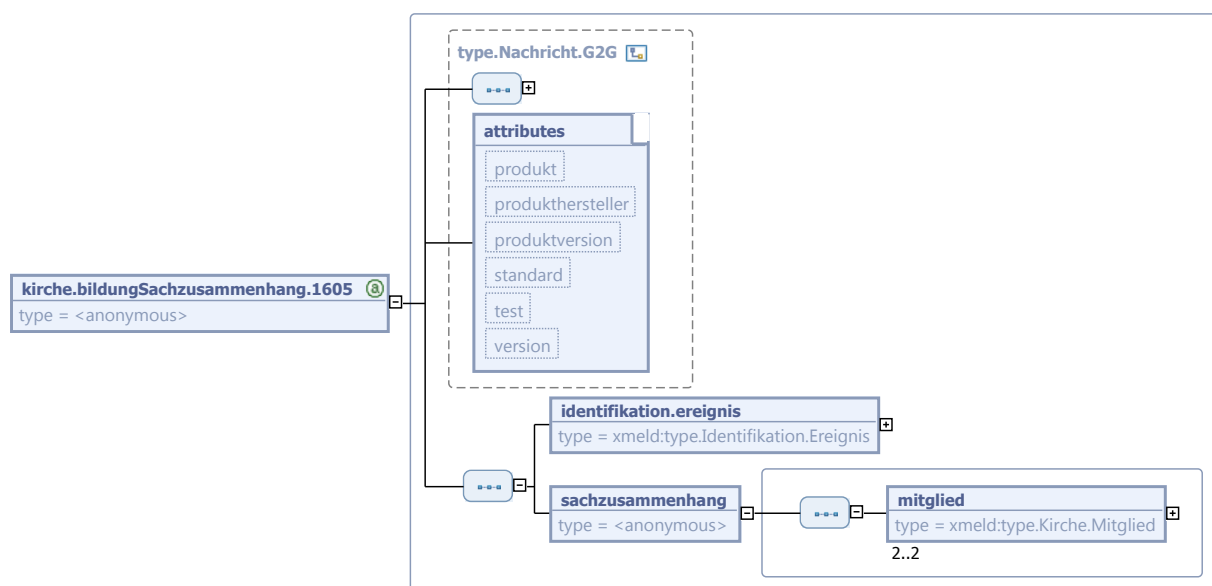 type.Nachricht.G2G
attributes
produkt
produkthersteller
produktversion
standard
test
version
kirche.bildungSachzusammenhang.1605 @
type = <anonymous>
identifikation.ereignis
type = xmeld:type.Identifikation.Ereignis
sachzusammenhang
type = <anonymous>
mitglied
type = xmeld:type.Kirche.Mitglied
2..2